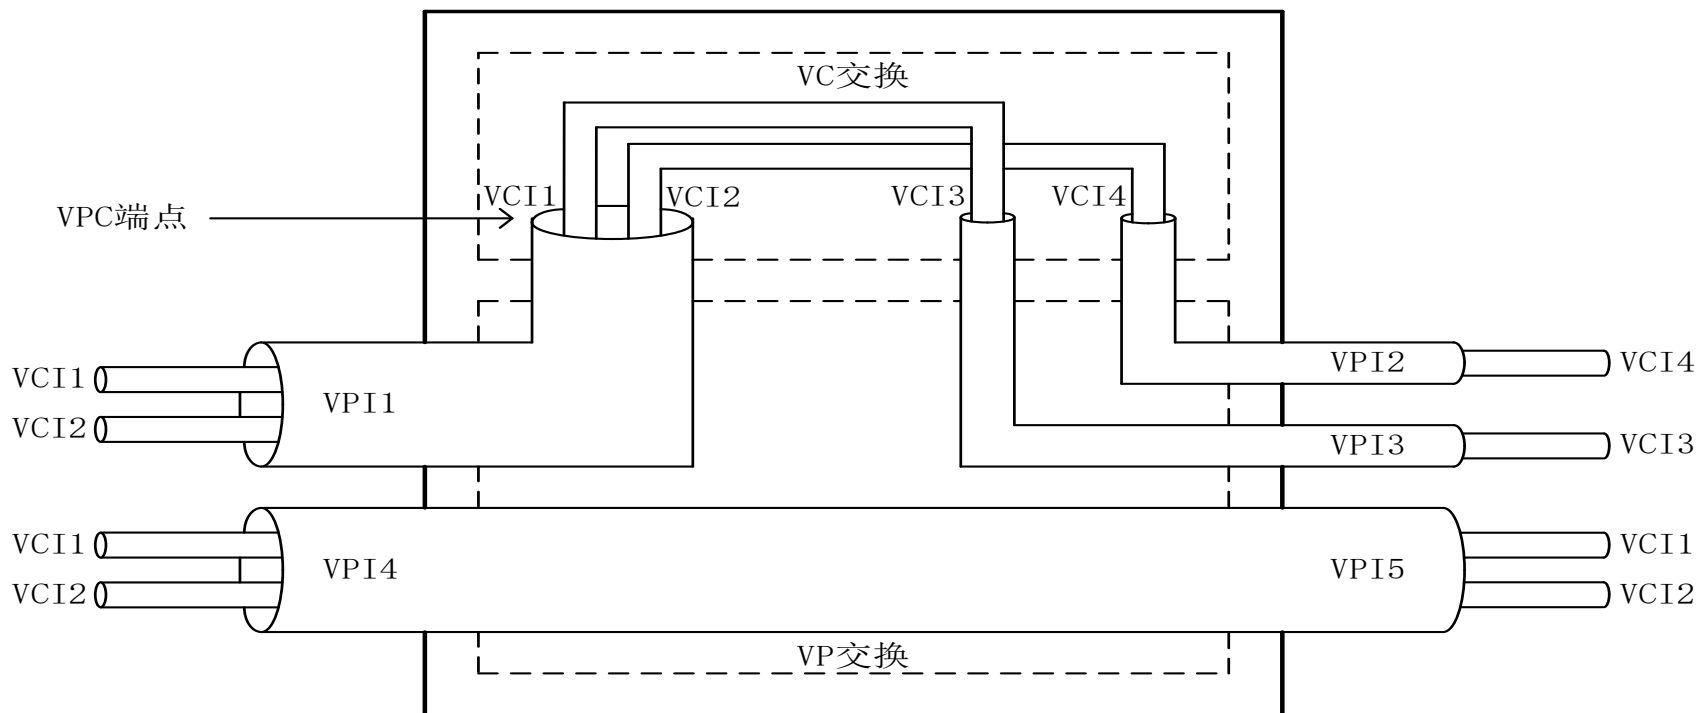 VC交换
VCI1
VCI2
VCI3
VCI4
VPC端点
VCI1
VPI1
VCI2
VPI2
VCI4
VPI3
VCI3
VCI1
VPI4
VCI2
VPI5
VCI1
VCI2
VP交换